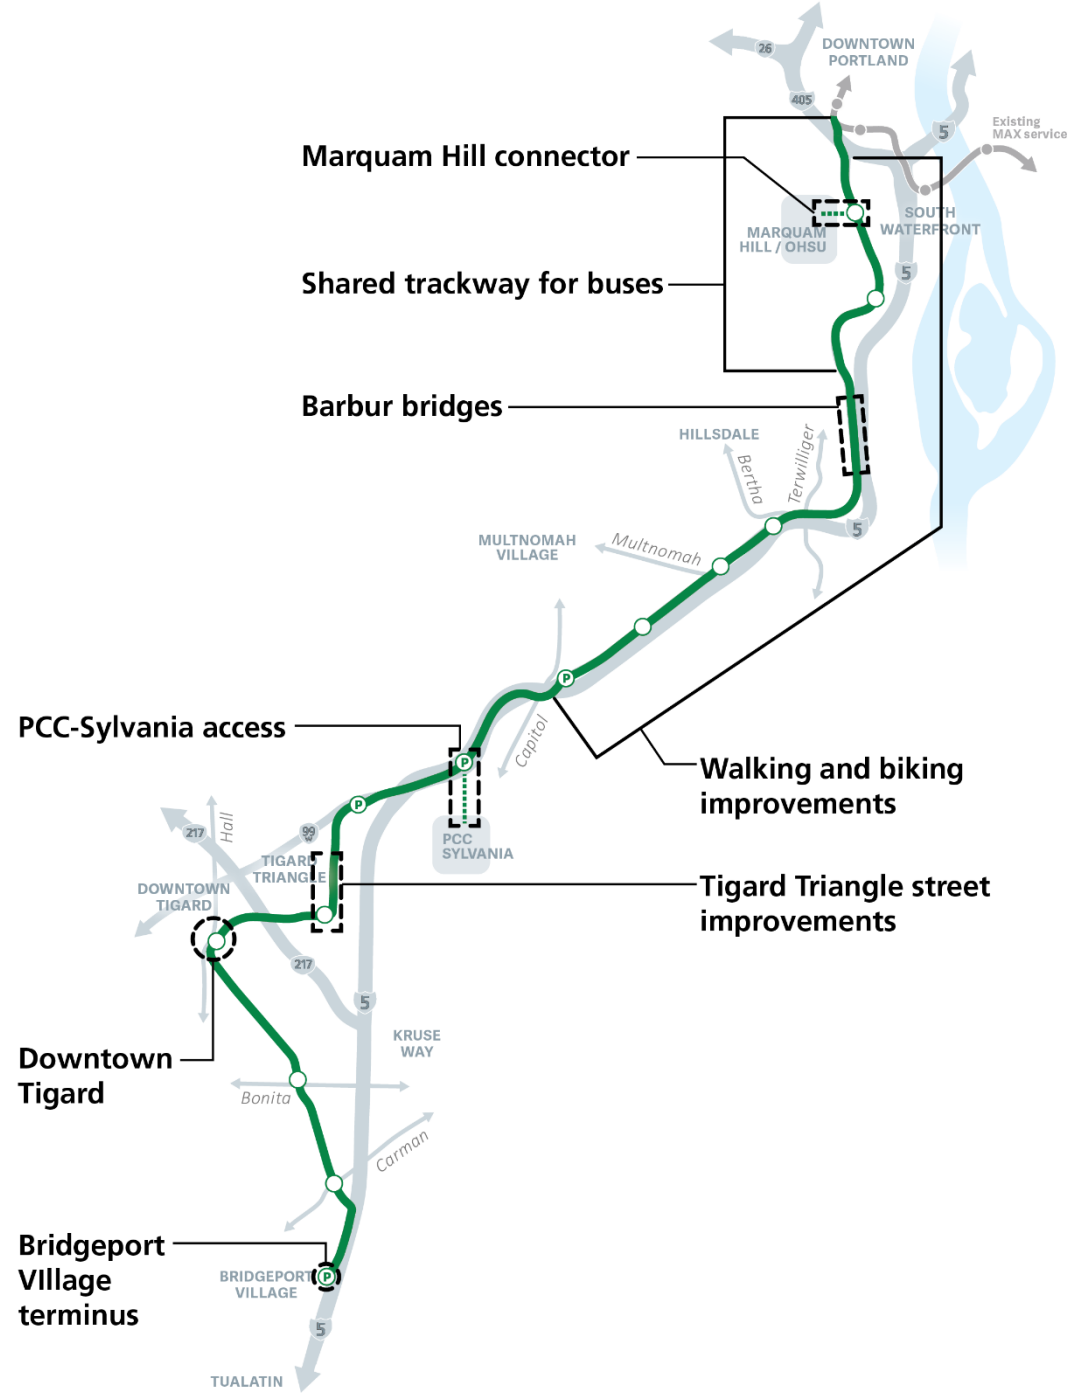 26
DOWNTOWN
PORTLAND
405
5
Existing
MAX service
Marquam Hill connector
SOUTH
WATERFRONT
MARQUAM
HILL / OHSU
5
Shared trackway for buses
Barbur bridges
HILLSDALE
Bertha
Terwilliger
5
MULTNOMAH
VILLAGE
Multnomah
P
PCC-Sylvania access
Capitol
P
Walking and biking
improvements
P
217
Hall
99
W
PCC
SYLVANIA
TIGARD
TRIANGLE
DOWNTOWN
TIGARD
Tigard Triangle street
improvements
217
5
KRUSE
WAY
Downtown
Tigard
Bonita
Carman
Bridgeport
VIllage
terminus
BRIDGEPORT
VILLAGE
P
5
TUALATIN